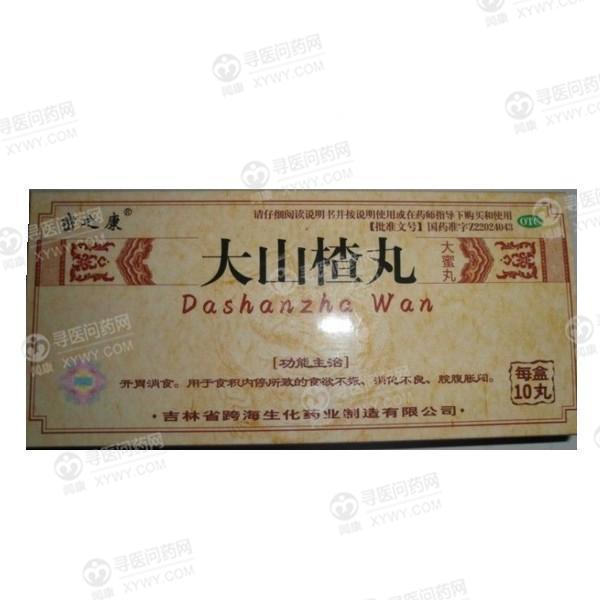 康®
请仔细阅读说明书并按说明使用或在药师指导下购买和使用
OTC
【批准文号】国药准字Z22024043
大山楂丸
大蜜丸
Dashanzha Wan
[功能主治]
开胃消食。用于食积内停所致的食欲不振、消化不良、脘腹胀闷。
每盒
10丸
·吉林省跨海生化药业制造有限公司·
寻医问药网
闻康 XYWY.COM